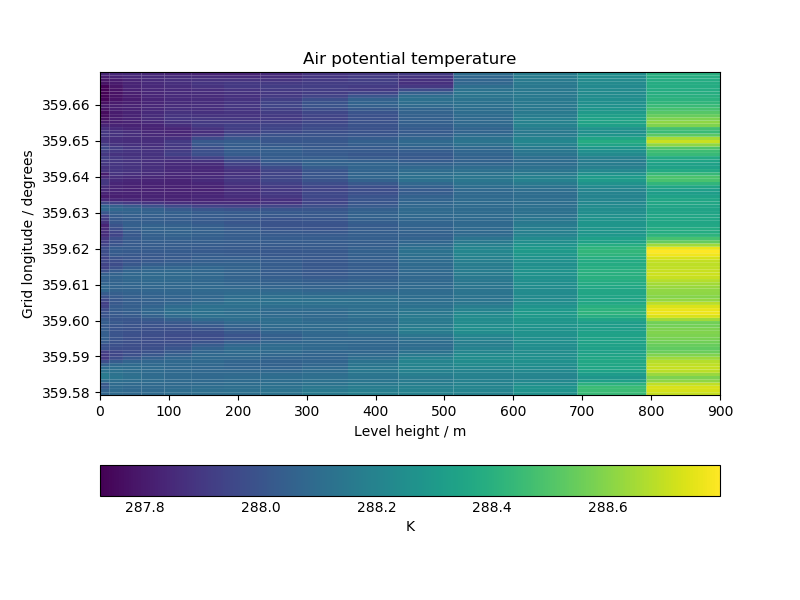 Air potential temperature
Grid longitude / degrees
359.66
359.65
359.64
359.63
359.62
359.61
359.60
359.59
359.58
0 100 200 300 400 500 600 700 800 900
Level height / m
287.8 288.0 288.2 288.4 288.6
K